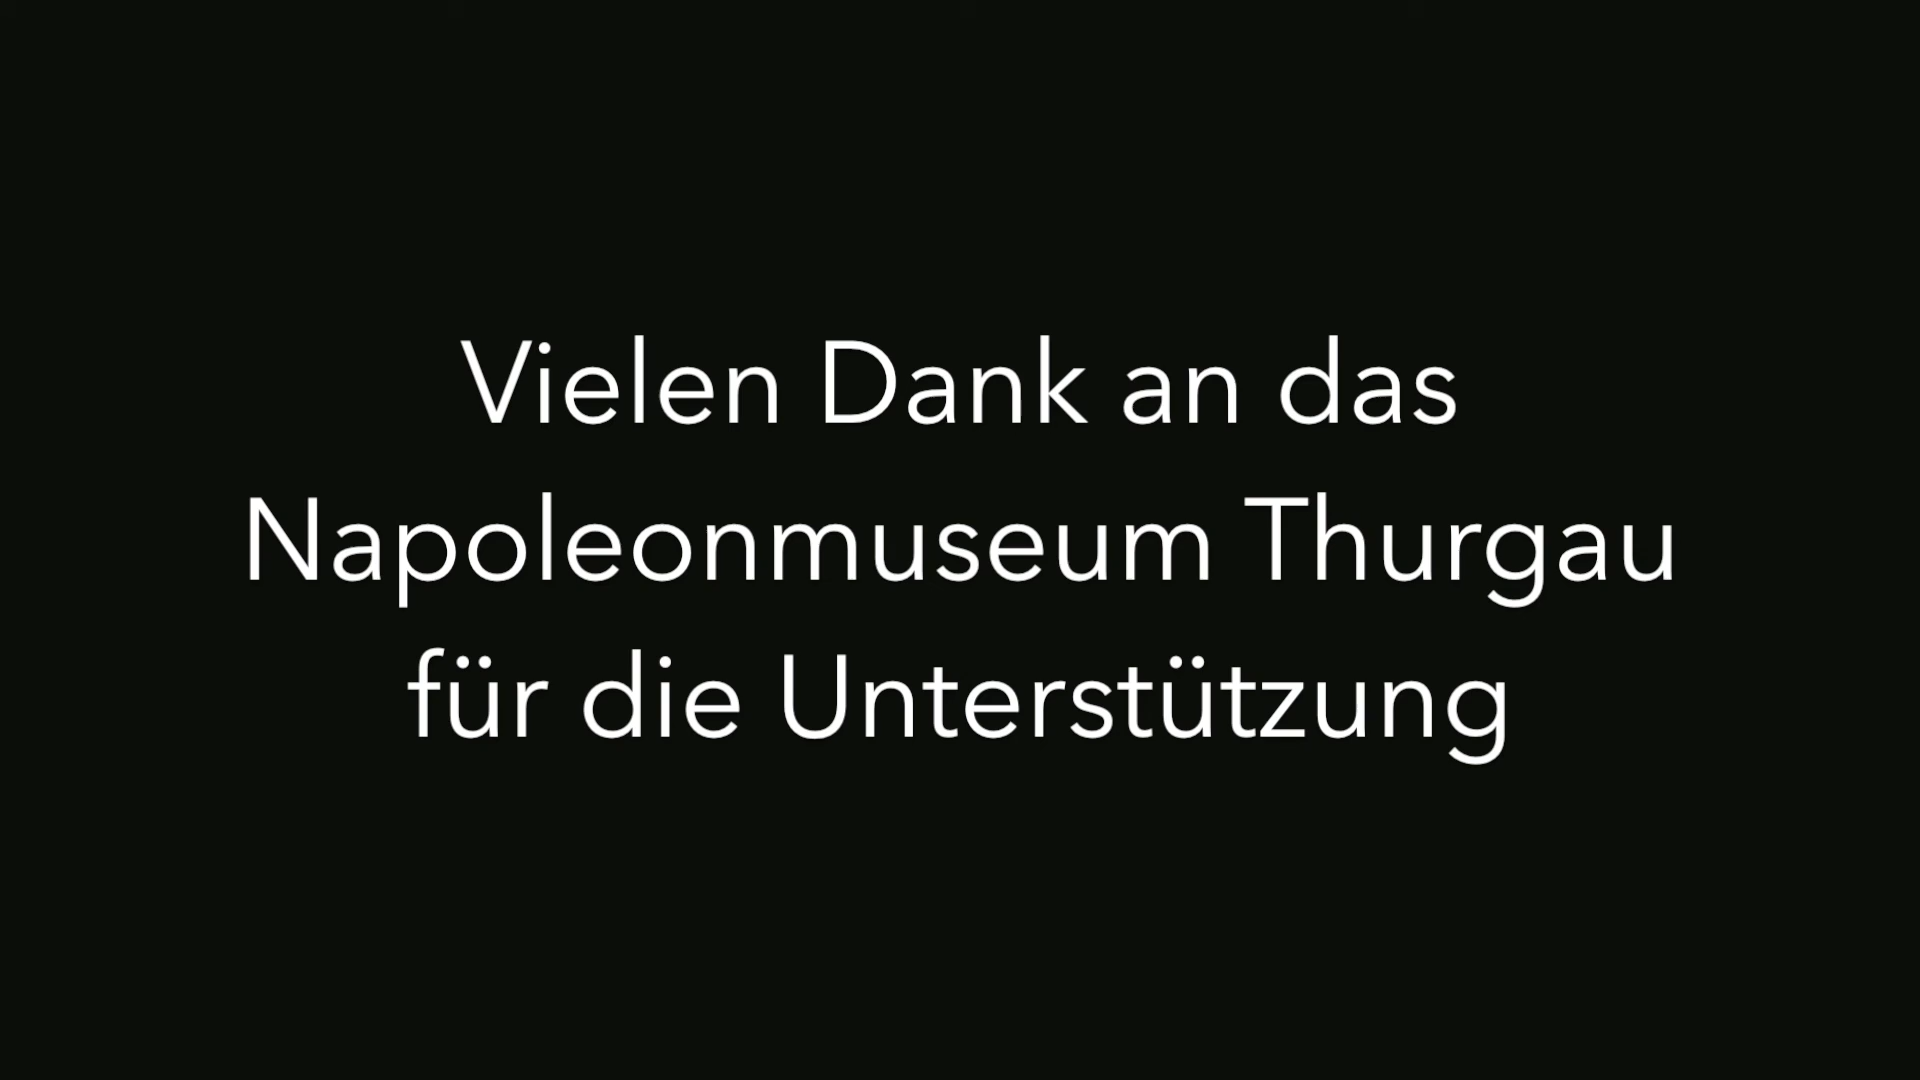 Vielen Dank an das
Napoleonmuseum Thurgau
für die Unterstützung